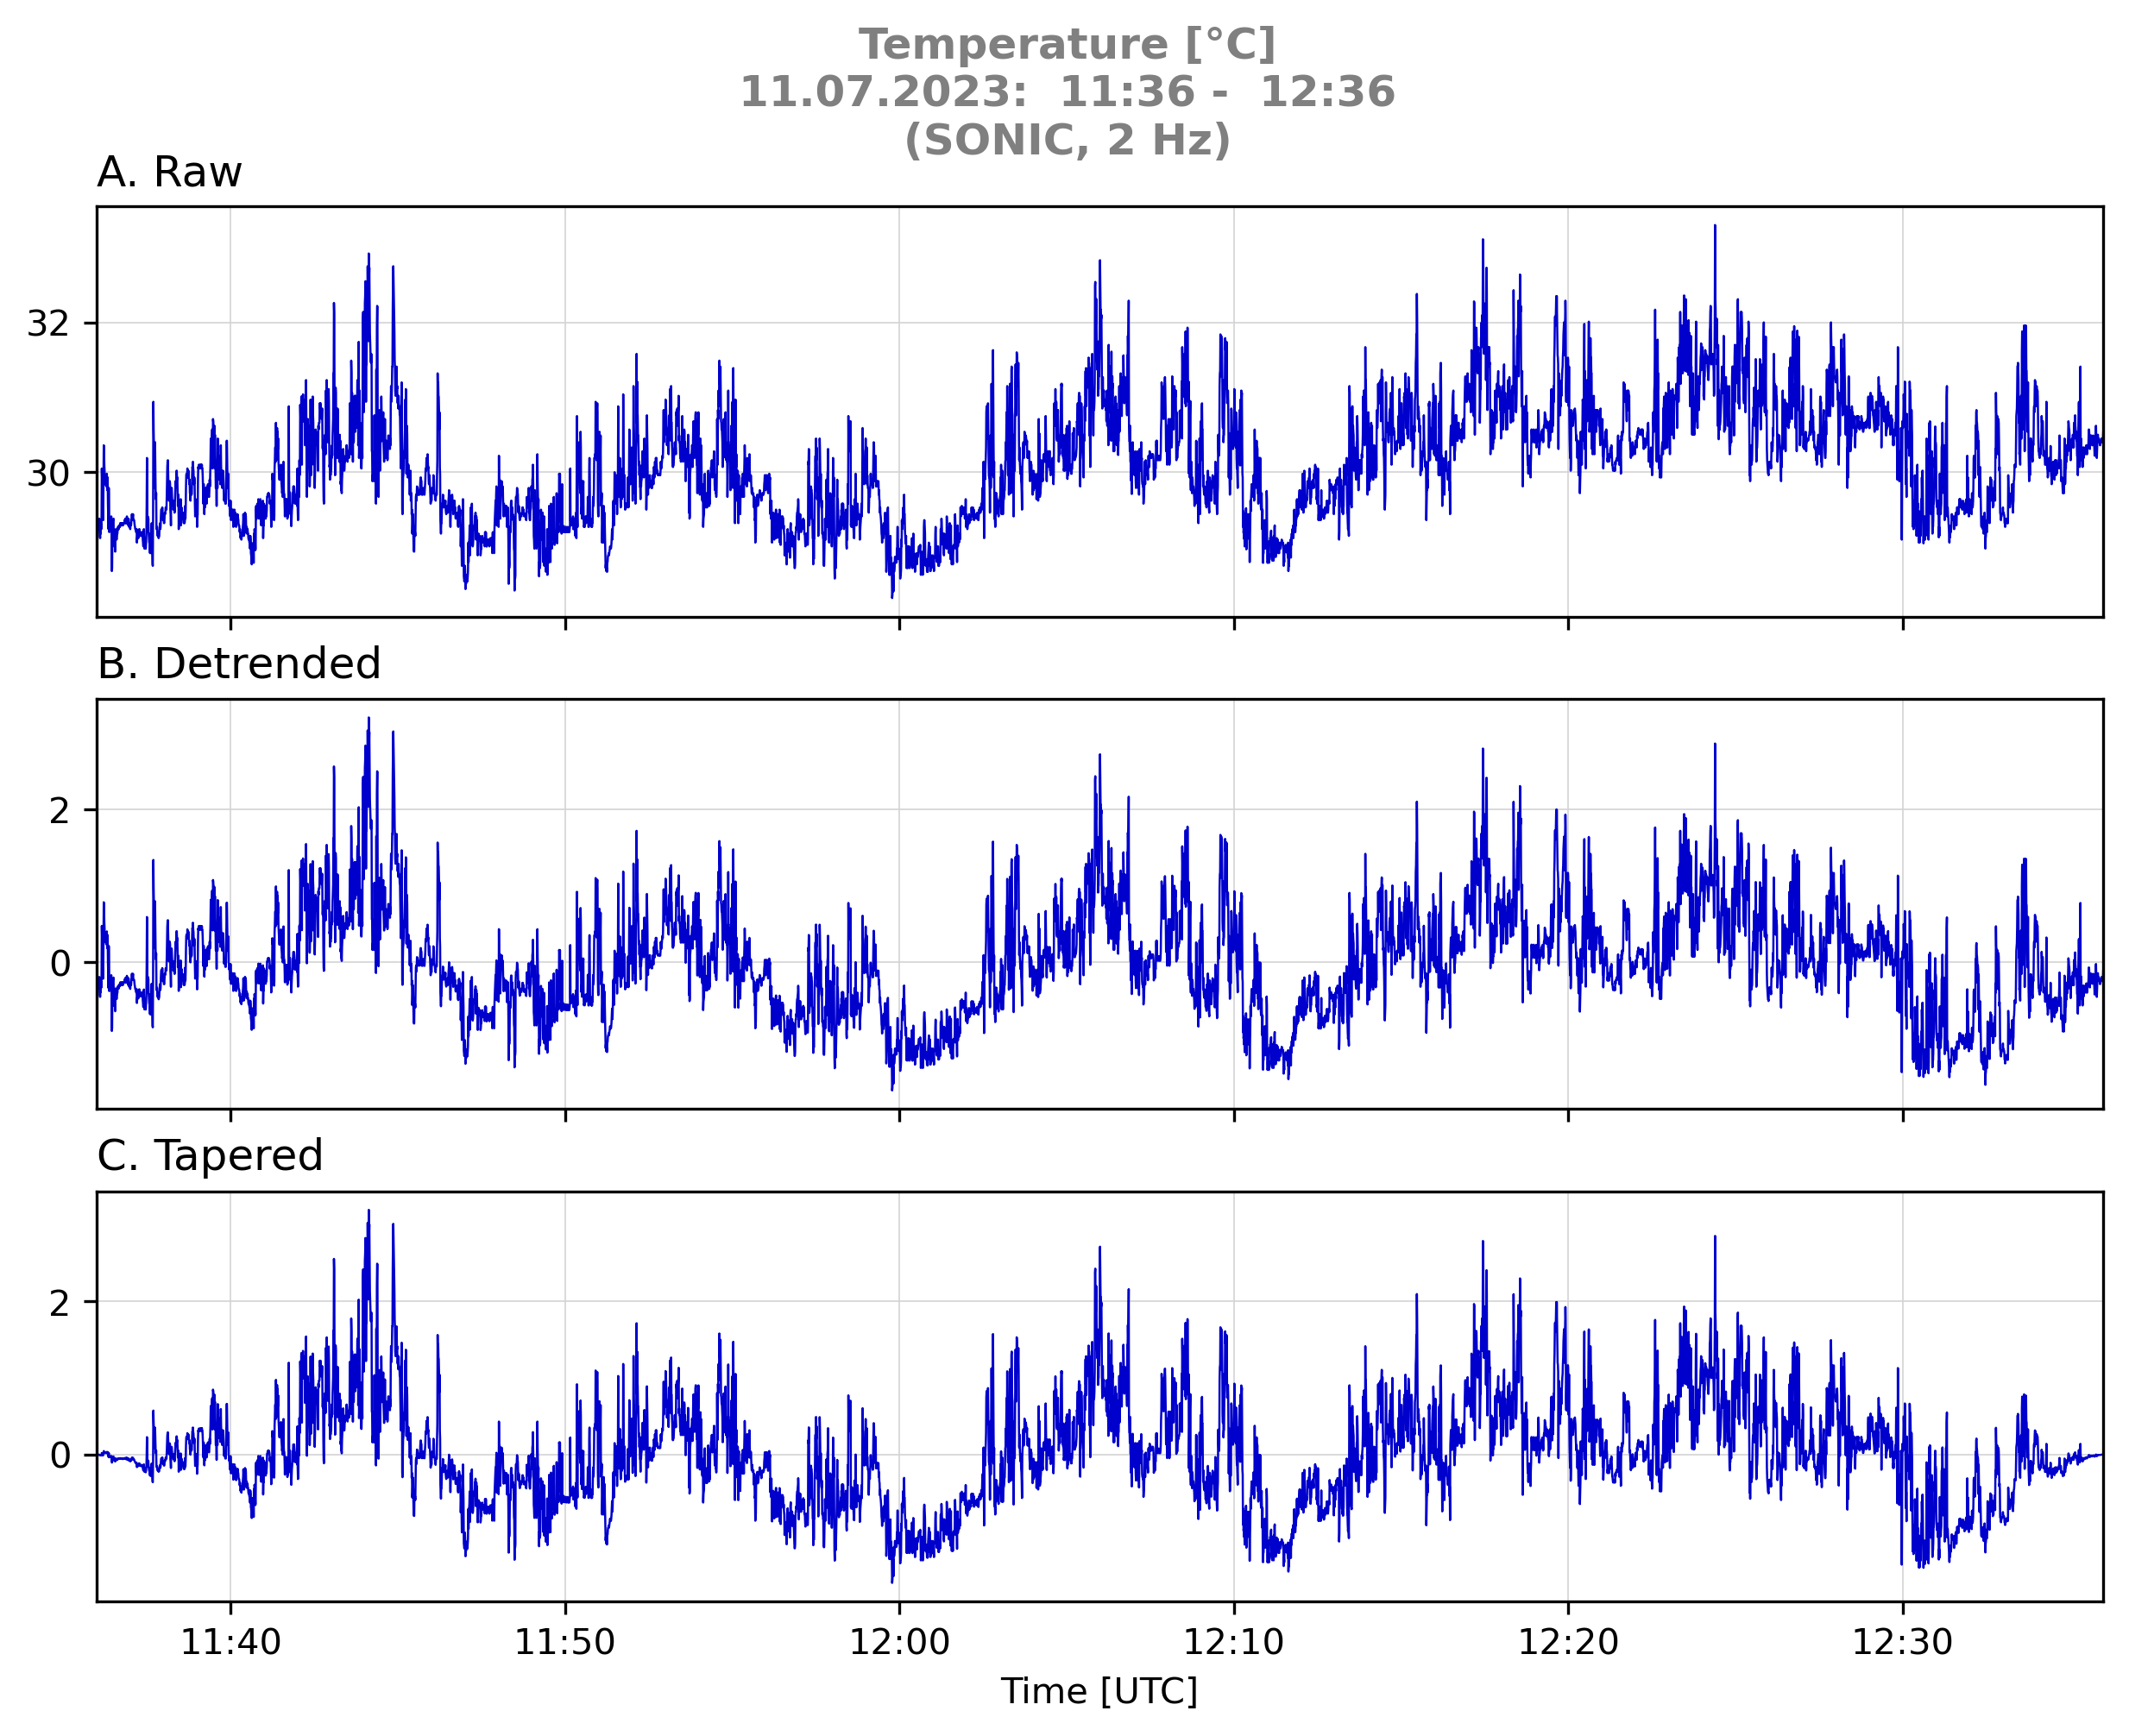 Temperature [°C]
11.07.2023:  11:36 -  12:36
(SONIC, 2 Hz)
A. Raw
32
30
B. Detrended
2
0
C. Tapered
2
0
11:40 11:50 12:00 12:10 12:20 12:30
Time [UTC]